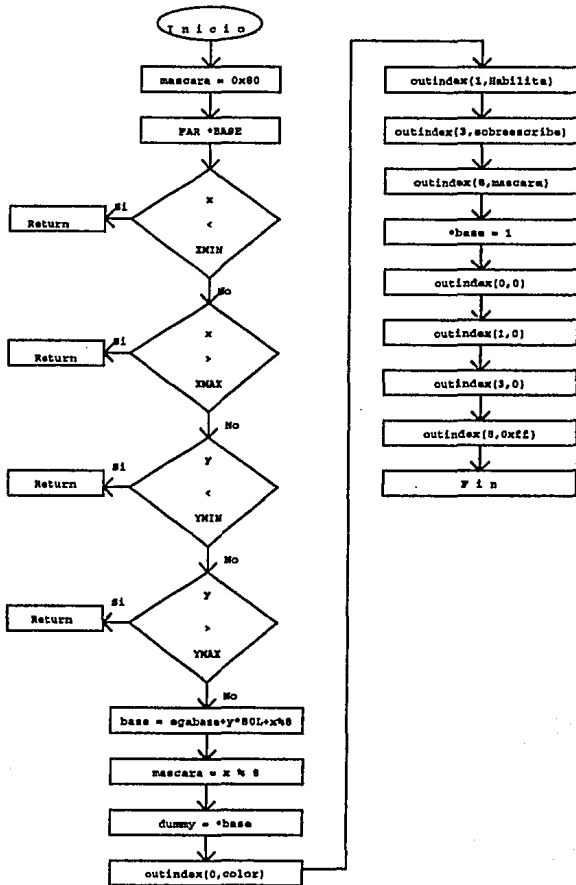 Inicio
mascara = 0x80
FAR *BASE
x
<
XMIN
Si
Return
No
x
>
XMAX
Si
Return
No
y
<
YMIN
Si
Return
No
y
>
YMAX
Si
Return
No
base = egabase+y*80L+x%8
mascara = x % 8
dummy = *base
outindex(0,color)
outindex(1,Habilita)
outindex(3,sobreescribe)
outindex(8,mascara)
*base = 1
outindex(0,0)
outindex(1,0)
outindex(3,0)
outindex(8,0xff)
Fin